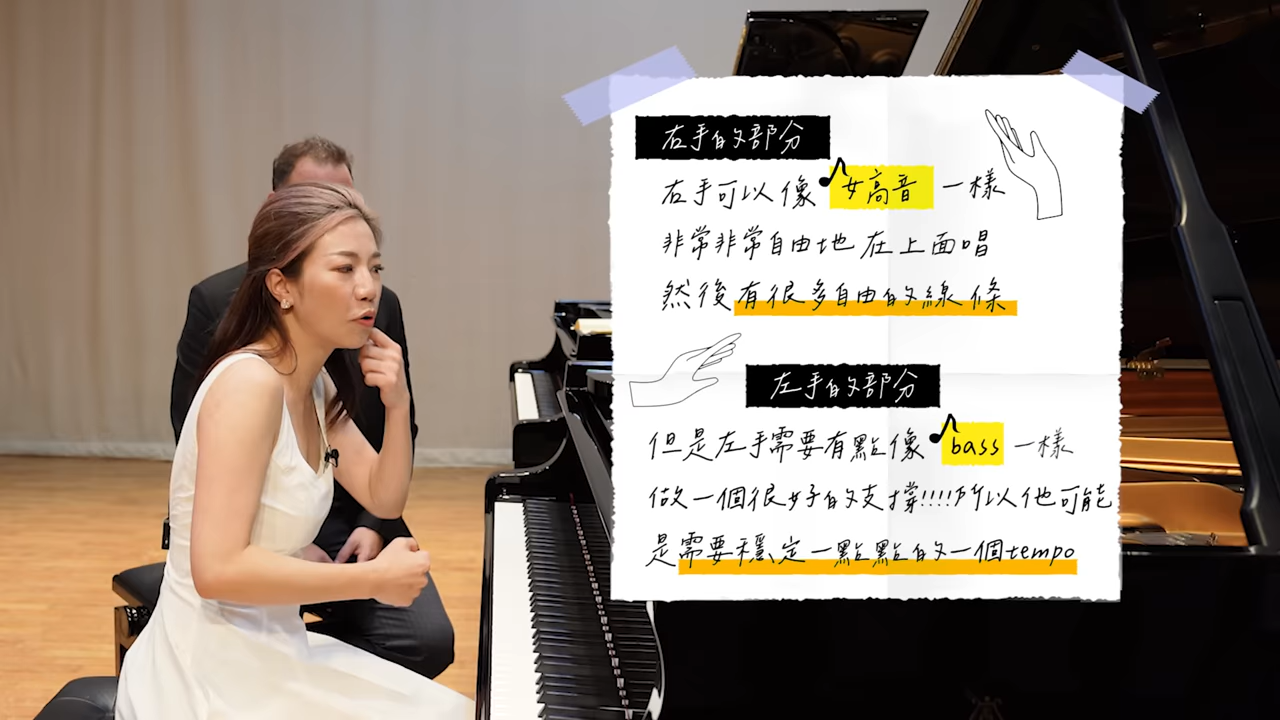 右手的部分
右手可以像女高音一樣
非常非常自由地在上面唱
然後有很多自由的線條
左手的部分
但是左手需要有點像bass一樣
做一個很好的支撐!!!!所以他可能
是需要穩定一點點的一個tempo